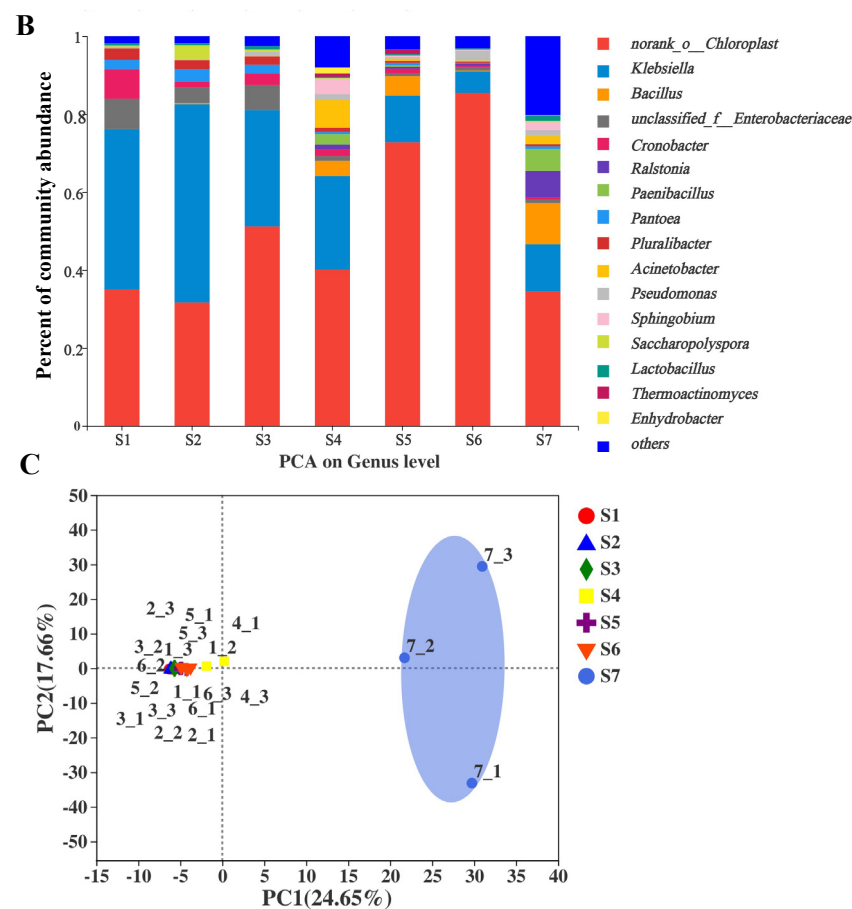 B
Percent of community abundance
1
0.8
0.6
0.4
0.2
0
S1 S2 S3 S4 S5 S6 S7
norank_o__Chloroplast
Klebsiella
Bacillus
unclassified_f__Enterobacteriaceae
Cronobacter
Ralstonia
Paenibacillus
Pantoea
Pluralibacter
Acinetobacter
Pseudomonas
Sphingobium
Saccharopolyspora
Lactobacillus
Thermoactinomyces
Enhydrobacter
others
C
PCA on Genus level
PC2(17.66%)
50
40
30
20
10
0
-10
-20
-30
-40
-50
7_3
2_3 5_1
4_1
5_3
3_2 1_3 1_2
7_2
6_2
5_2 1_1 6_3 4_3
3_3 6_1
3_1
2_2 2_1
7_1
-15 -10 -5 0 5 10 15 20 25 30 35 40
PC1(24.65%)
S1
S2
S3
S4
S5
S6
S7